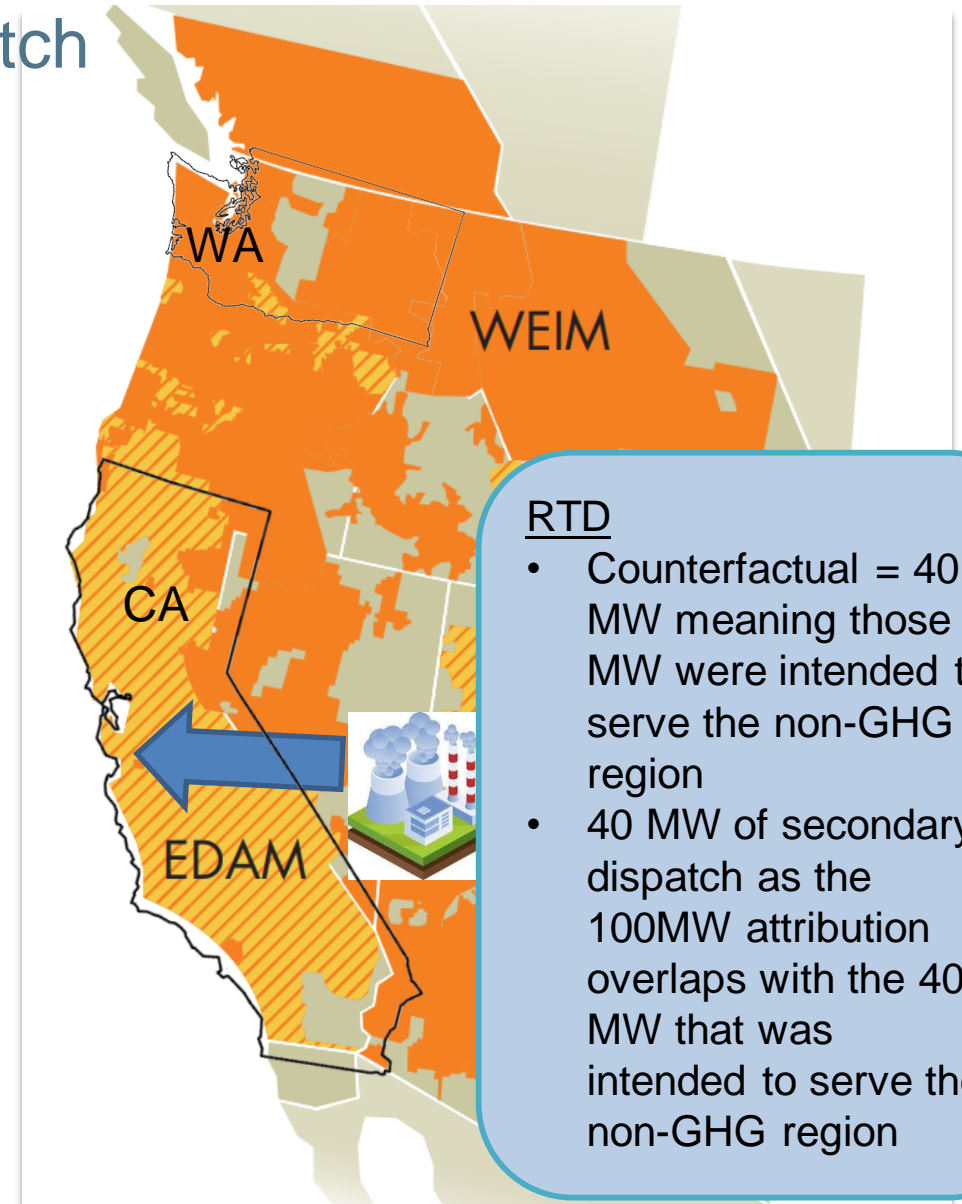 tch
WA
WEIM
RTD
• Counterfactual = 40
MW meaning those
MW were intended t
serve the non-GHG
region
• 40 MW of secondary
dispatch as the
100MW attribution
overlaps with the 40
MW that was
intended to serve the
non-GHG region
CA
EDAM